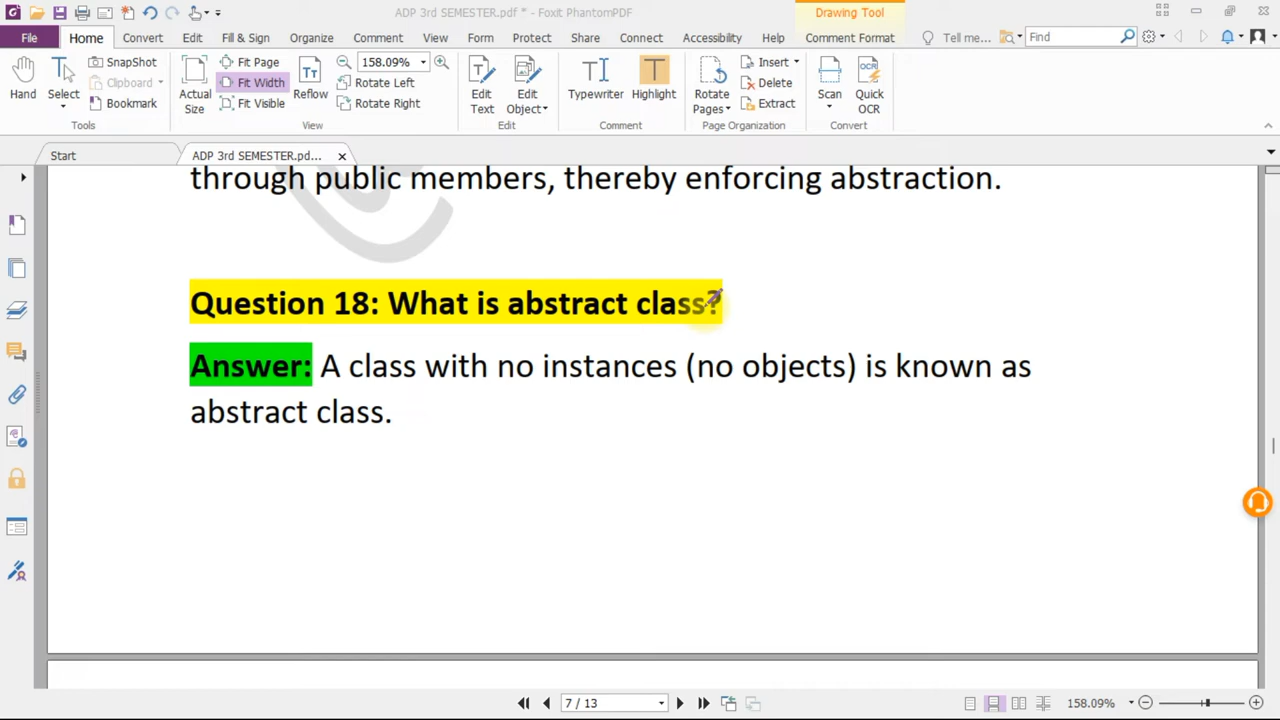 ADP 3rd SEMESTER.pdf * - Foxit PhantomPDF
Drawing Tool
File Home Convert Edit Fill & Sign Organize Comment View Form Protect Share Connect Accessibility Help Comment Format Tell me... Find
Hand
Select
SnapShot
Clipboard
Bookmark
Tools
Actual Size
Fit Page
Fit Width
Fit Visible
Reflow
158.09%
Rotate Left
Rotate Right
View
Edit Text
Edit Object
Edit
Typewriter
Highlight
Comment
Rotate Pages
Insert
Delete
Extract
Page Organization
Scan
Quick OCR
Convert
Start
ADP 3rd SEMESTER.pd...
through public members, thereby enforcing abstraction.
Question 18: What is abstract class?
Answer: A class with no instances (no objects) is known as
abstract class.
7 / 13
158.09%